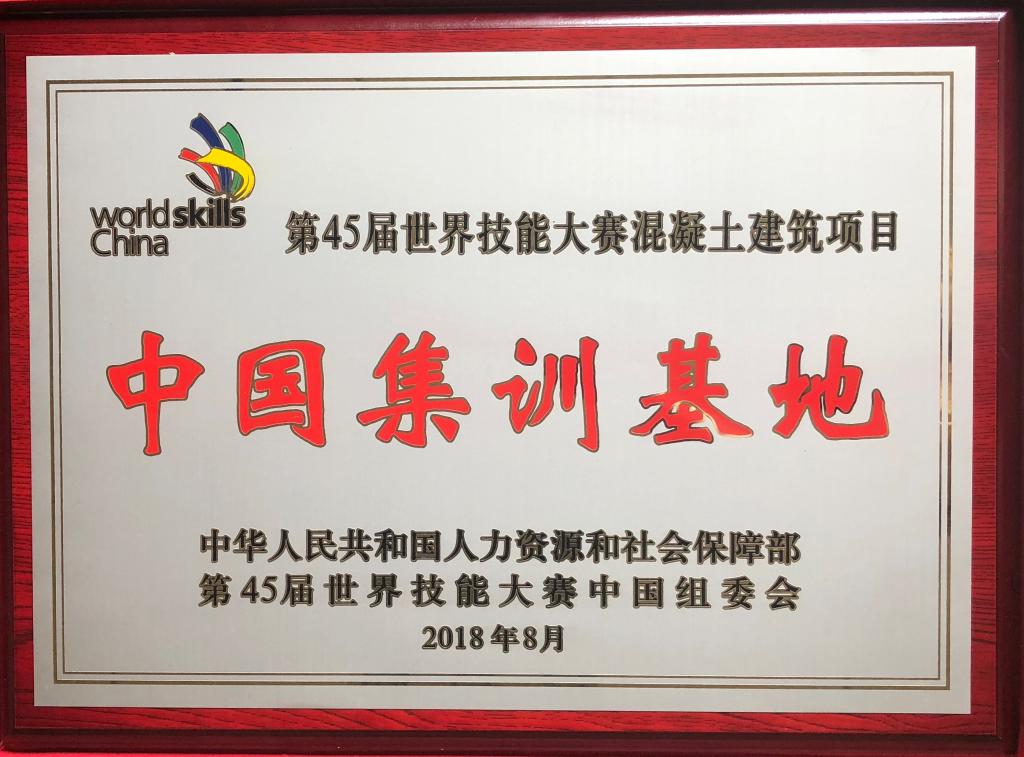 worldskills
China
第45届世界技能大赛混凝土建筑项目
中国集训基地
中华人民共和国人力资源和社会保障部
第45届世界技能大赛中国组委会
2018年8月